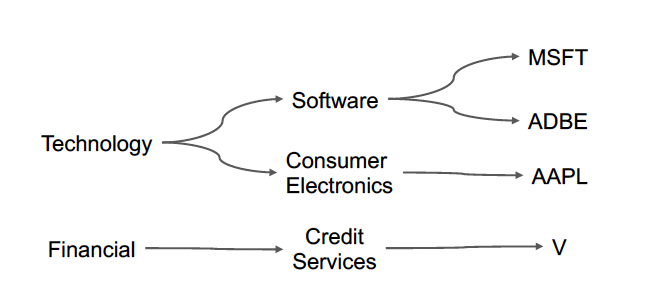 MSFT
Software
ADBE
Technology
Consumer
Electronics
AAPL
Financial
Credit
Services
V